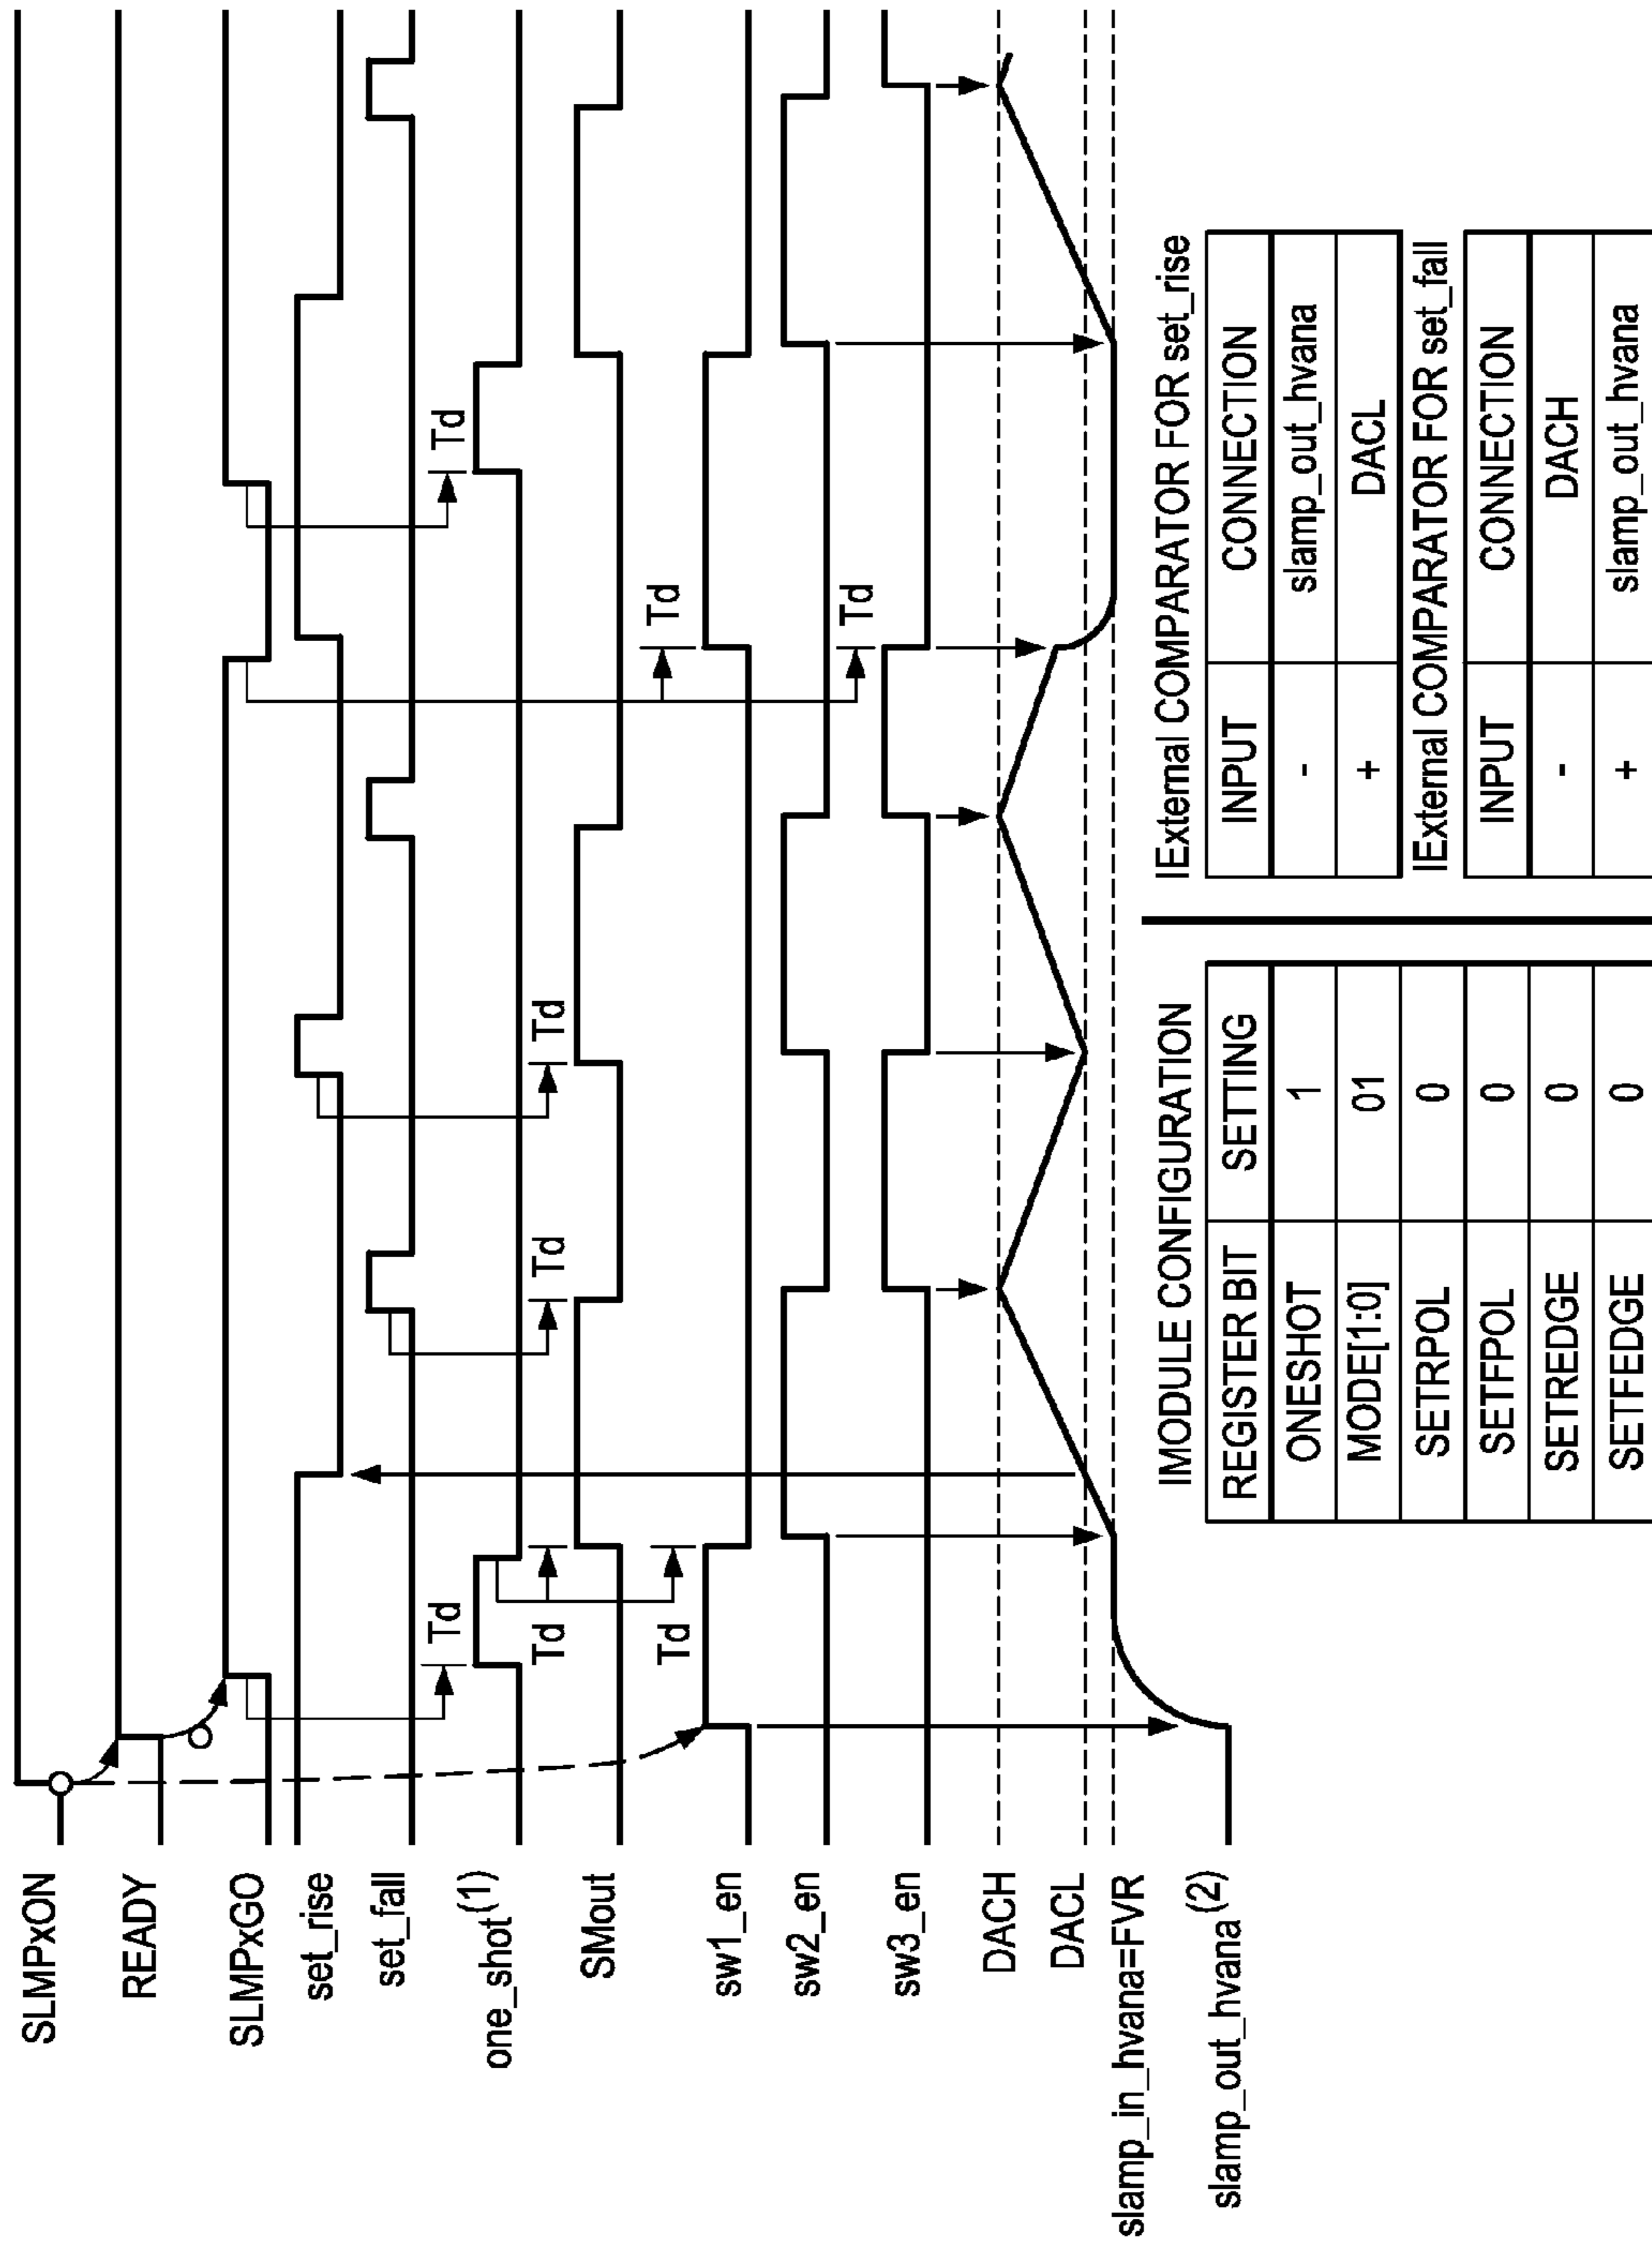 SLMPxON
READY
SLMPxGO
set_rise
set_fall
one_shot(1)
SMout
sw1_en
sw2_en
sw3_en
DACH
DACL
slamp_in_hvana=FVR
slamp_out_hvana(2)
Td
Td
Td
Td
Td
Td
Td
Td
IMODULE CONFIGURATION
REGISTER BIT SETTING
ONESHOT 1
MODE[1:0] 01
SETRPOL 0
SETFPOL 0
SETREDGE 0
SETFEDGE 0
IExternal COMPARATOR FOR set_rise
INPUT CONNECTION
- slamp_out_hvana
+ DACL
IExternal COMPARATOR FOR set_fall
INPUT CONNECTION
- DACH
+ slamp_out_hvana